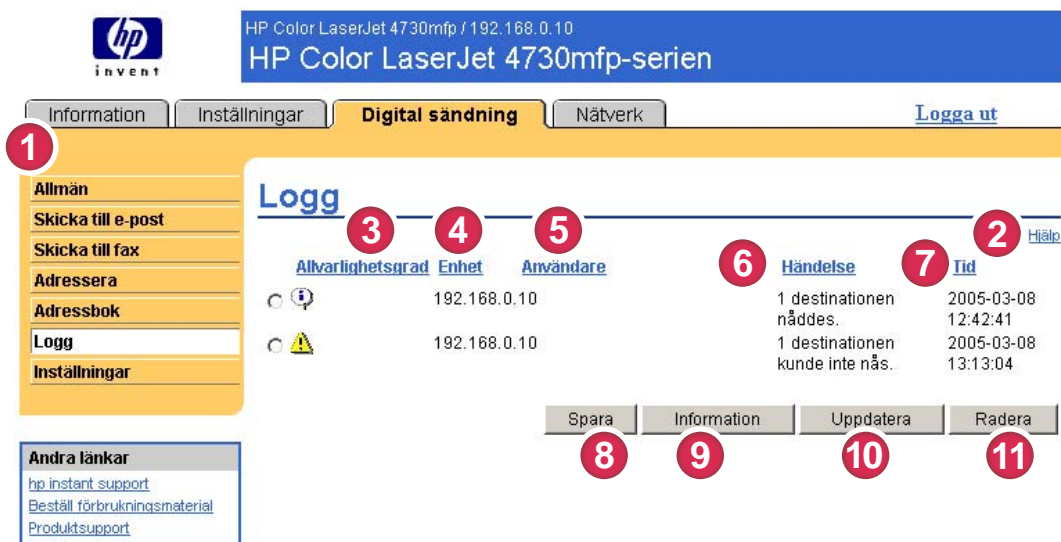 hp
invent
HP Color LaserJet 4730mfp / 192.168.0.10
HP Color LaserJet 4730mfp-serien
Information Inställningar Digital sändning Nätverk Logga ut
1
Allmän
Skicka till e-post
Skicka till fax
Adressera
Adressbok
Logg
Inställningar
Logg
3 4 5 2 Hjälp
6 7
Allvarlighetsgrad Enhet Användare Händelse Tid
192.168.0.10 1 destinationen 2005-03-08
nåddes. 12:42:41
192.168.0.10 1 destinationen 2005-03-08
kunde inte nås. 13:13:04
Spara Information Uppdatera Radera
8 9 10 11
Andra länkar
hp instant support
Beställ förbrukningsmaterial
Produktsupport